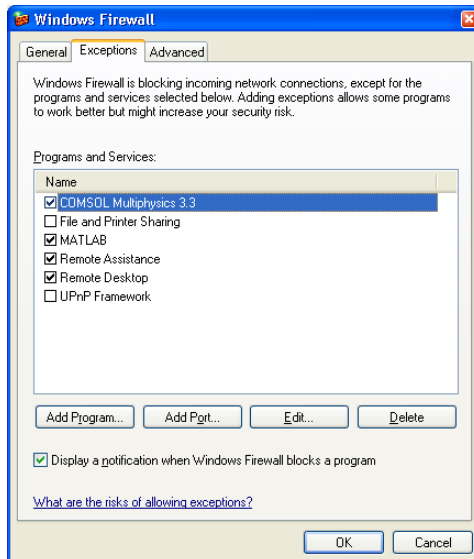 Windows Firewall
General Exceptions Advanced
Windows Firewall is blocking incoming network connections, except for the
programs and services selected below. Adding exceptions allows some programs
to work better but might increase your security risk.
Programs and Services:
Name
COMSOL Multiphysics 3.3
File and Printer Sharing
MATLAB
Remote Assistance
Remote Desktop
UPnP Framework
Add Program... Add Port... Edit... Delete
Display a notification when Windows Firewall blocks a program
What are the risks of allowing exceptions?
OK Cancel